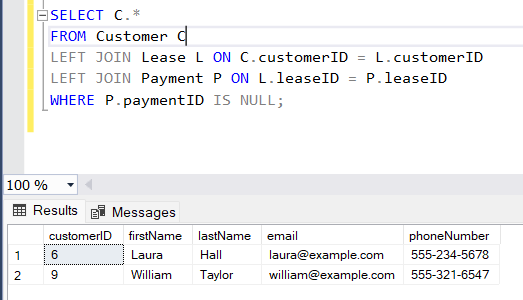 SELECT C.*
FROM Customer C
LEFT JOIN Lease L ON C.customerID = L.customerID
LEFT JOIN Payment P ON L.leaseID = P.leaseID
WHERE P.paymentID IS NULL;
100 %
Results Messages
customerID firstName lastName email phoneNumber
1 6 Laura Hall laura@example.com 555-234-5678
2 9 William Taylor william@example.com 555-321-6547